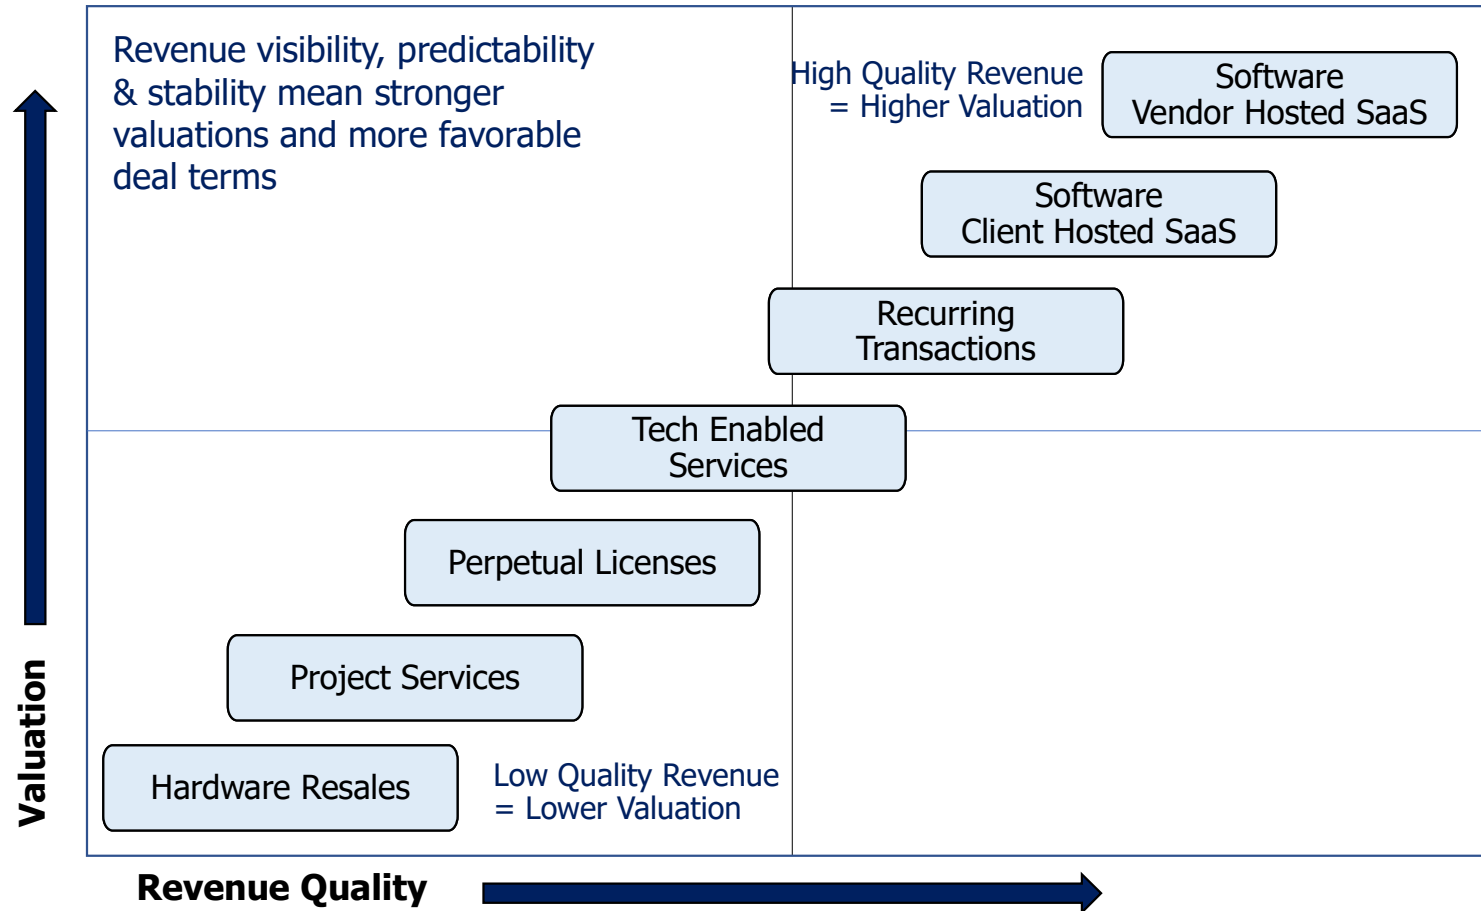 Revenue visibility, predictability
& stability mean stronger
valuations and more favorable
deal terms
High Quality Revenue
= Higher Valuation
Software
Vendor Hosted SaaS
Software
Client Hosted SaaS
Recurring
Transactions
Tech Enabled
Services
Perpetual Licenses
Project Services
Hardware Resales
Low Quality Revenue
= Lower Valuation
Valuation
Revenue Quality